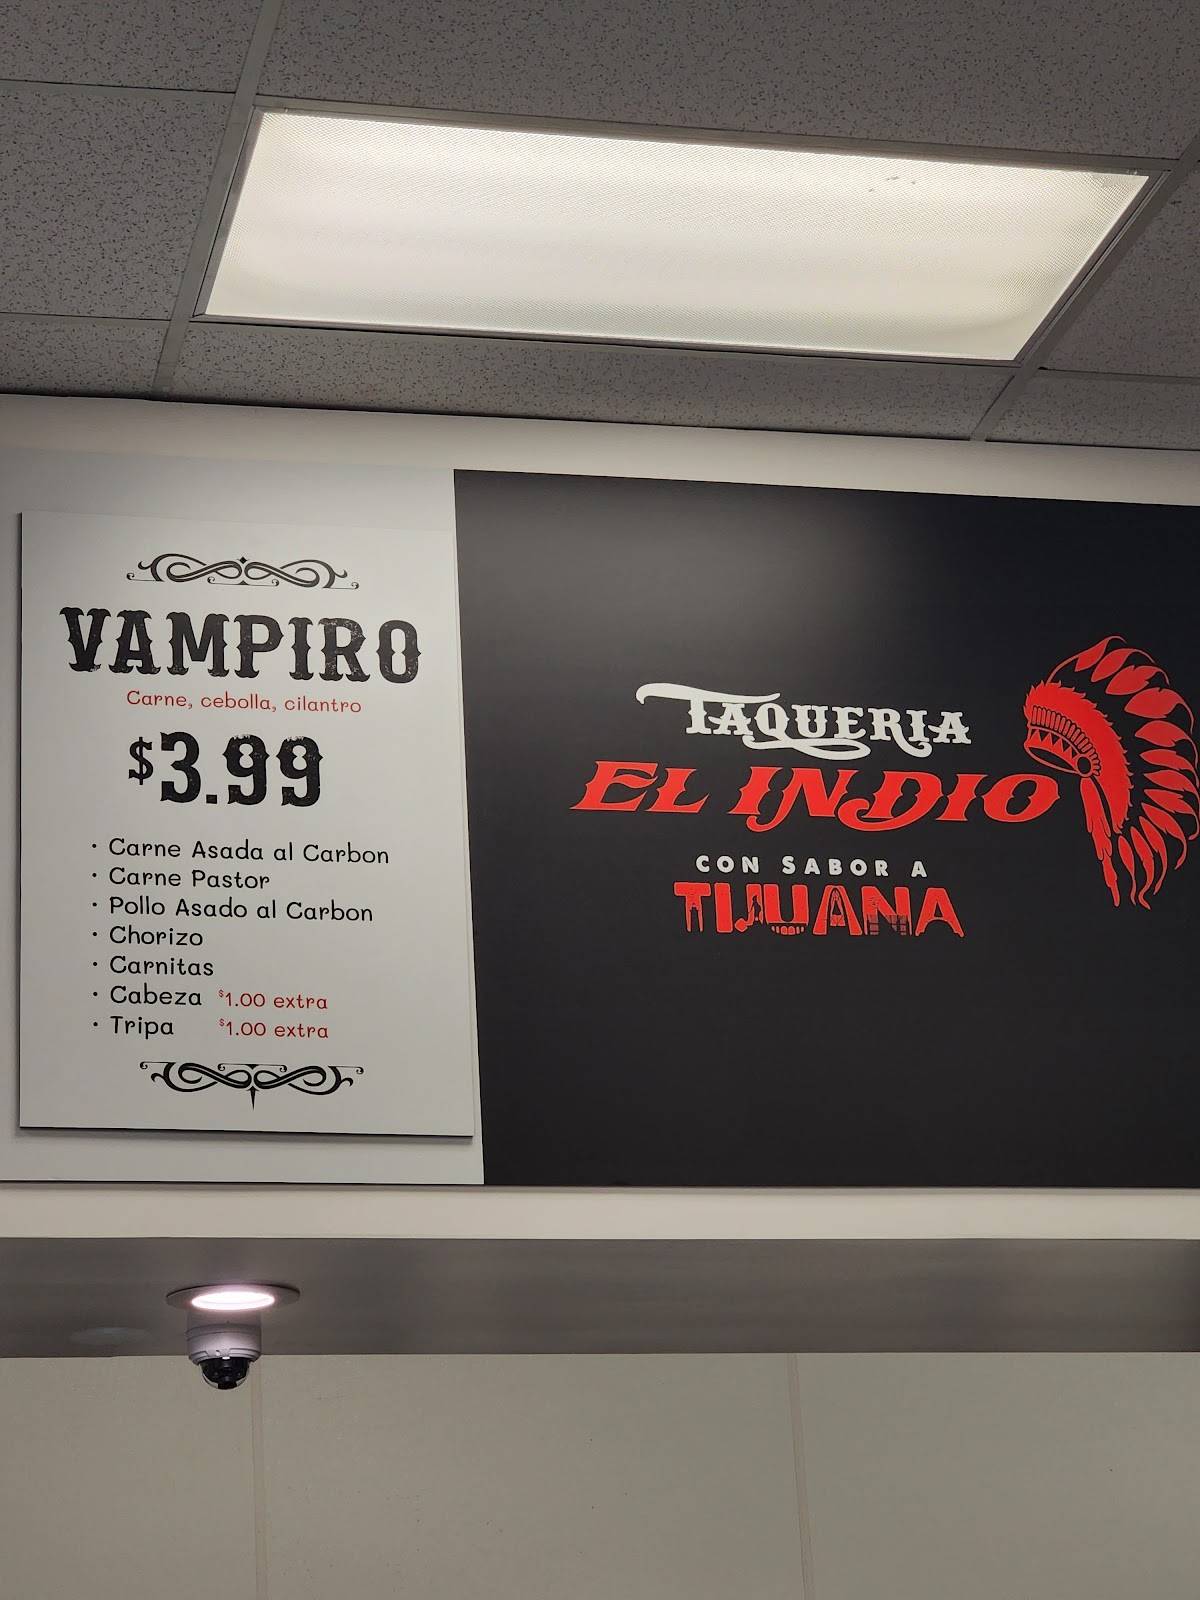 VAMPIRO
Carne, cebolla, cilantro
$3.99
· Carne Asada al Carbon
· Carne Pastor
· Pollo Asado al Carbon
· Chorizo
· Carnitas
· Cabeza $1.00 extra
· Tripa $1.00 extra
TAQUERIA
EL INDIO
CON SABOR A
TIJUANA